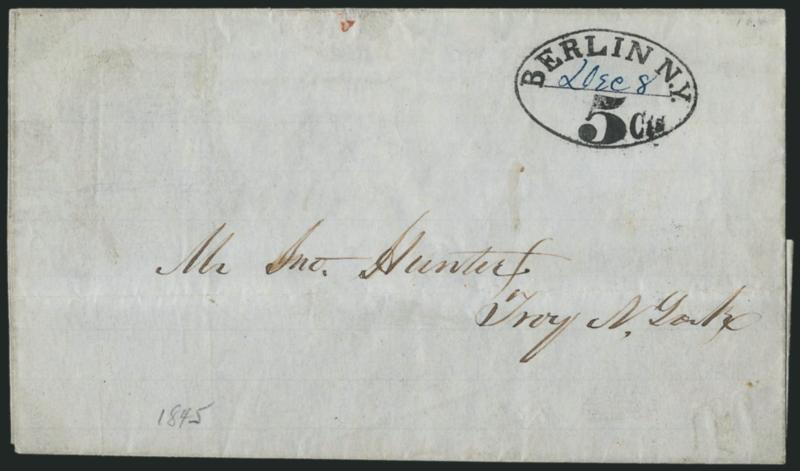 BERLIN N.Y.
Dec 8
5 Cts
Mr Jno. Hunter
Troy N. York
1845